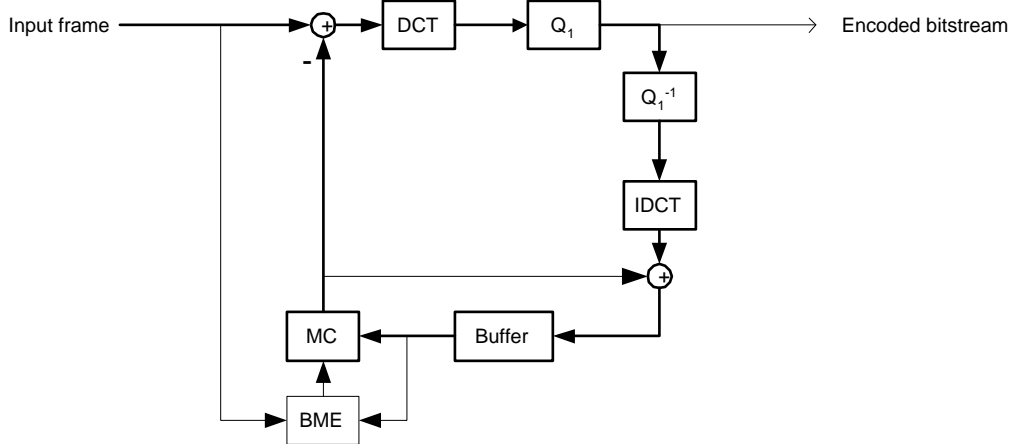 Input frame
+
DCT
Q₁
Encoded bitstream
-
Q₁⁻¹
IDCT
+
MC
Buffer
BME